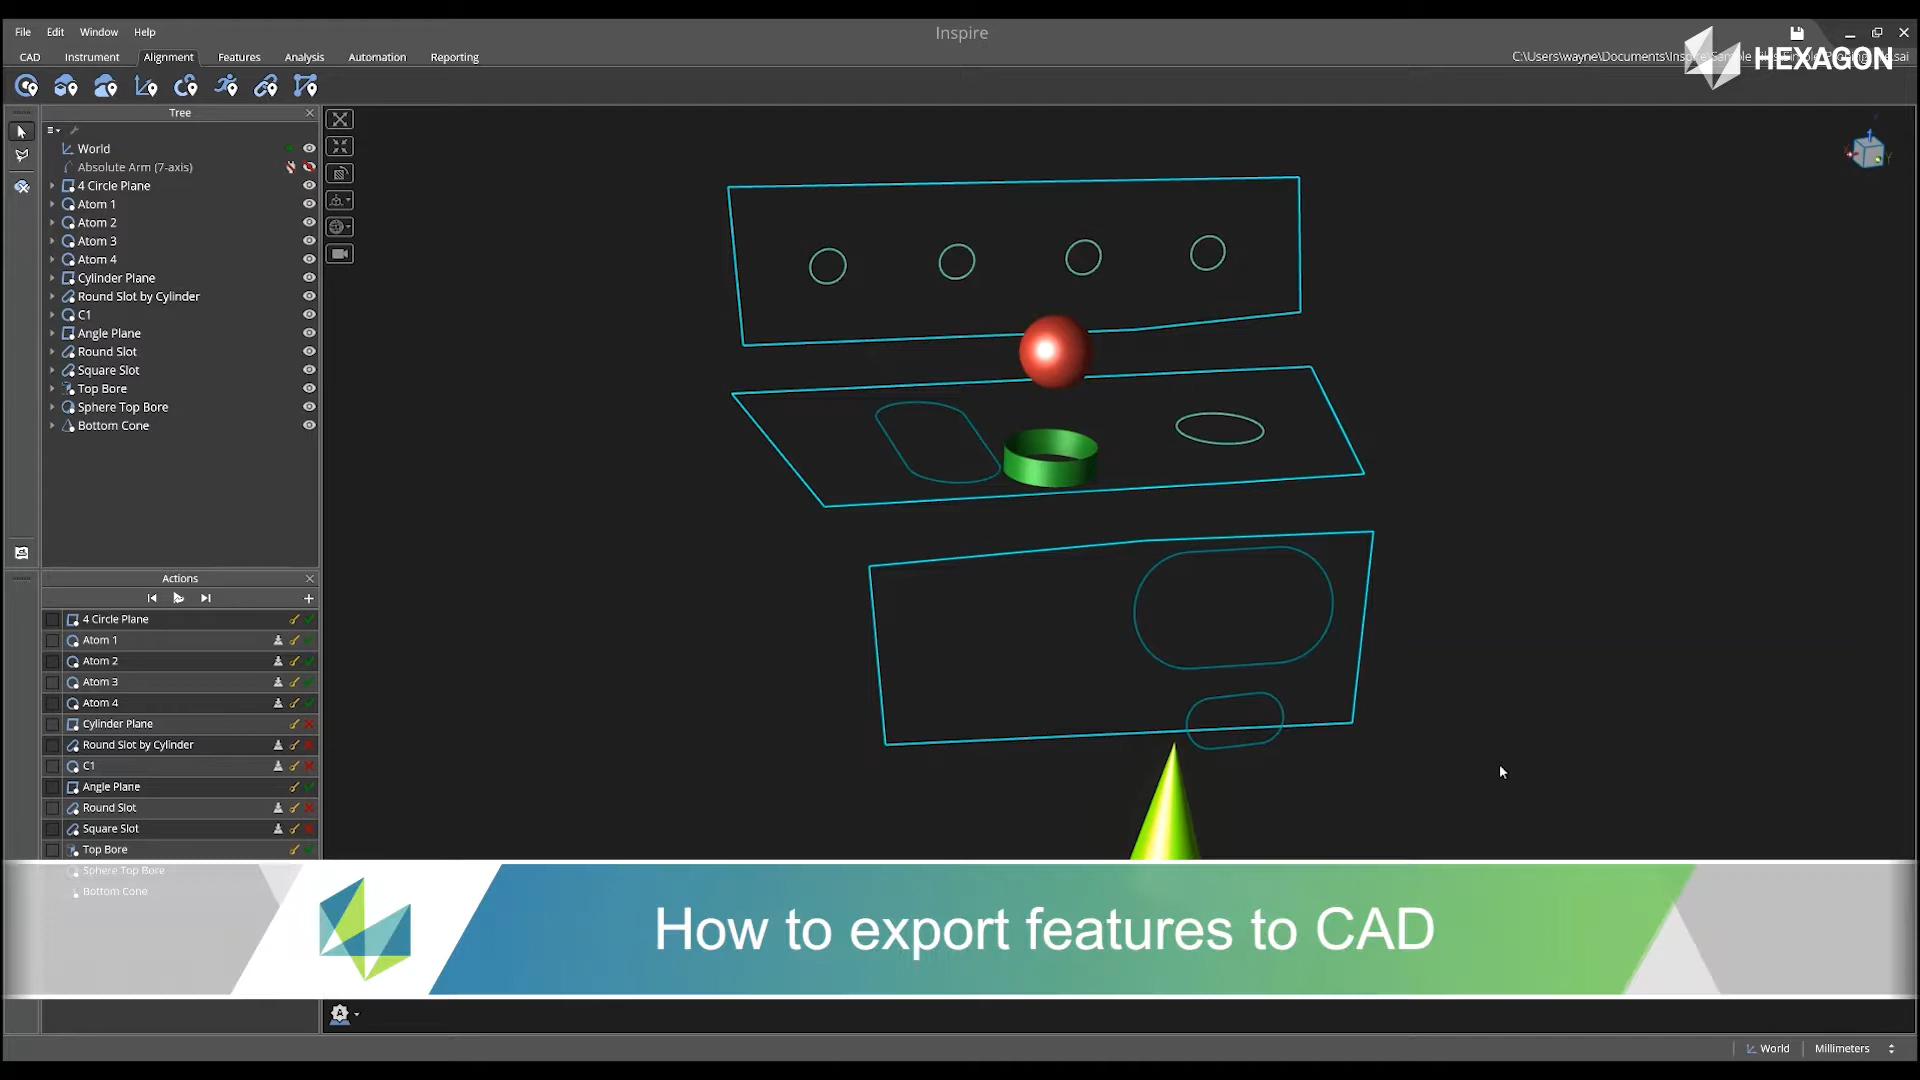 File Edit Window Help
Inspire
CAD Instrument Alignment Features Analysis Automation Reporting
HEXAGON
Tree
World
Absolute Arm (7-axis)
4 Circle Plane
Atom 1
Atom 2
Atom 3
Atom 4
Cylinder Plane
Round Slot by Cylinder
C1
Angle Plane
Round Slot
Square Slot
Top Bore
Sphere Top Bore
Bottom Cone
Actions
4 Circle Plane
Atom 1
Atom 2
Atom 3
Atom 4
Cylinder Plane
Round Slot by Cylinder
C1
Angle Plane
Round Slot
Square Slot
Top Bore
Sphere Top Bore
Bottom Cone
How to export features to CAD
World Millimeters